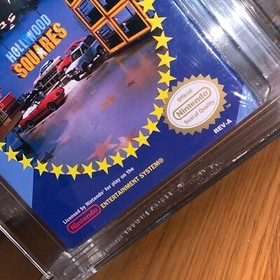 HOLLYWOOD
SQUARES
Official
Nintendo
Seal of Quality
REV-A
Licensed by Nintendo for play on the
Nintendo
ENTERTAINMENT SYSTEM